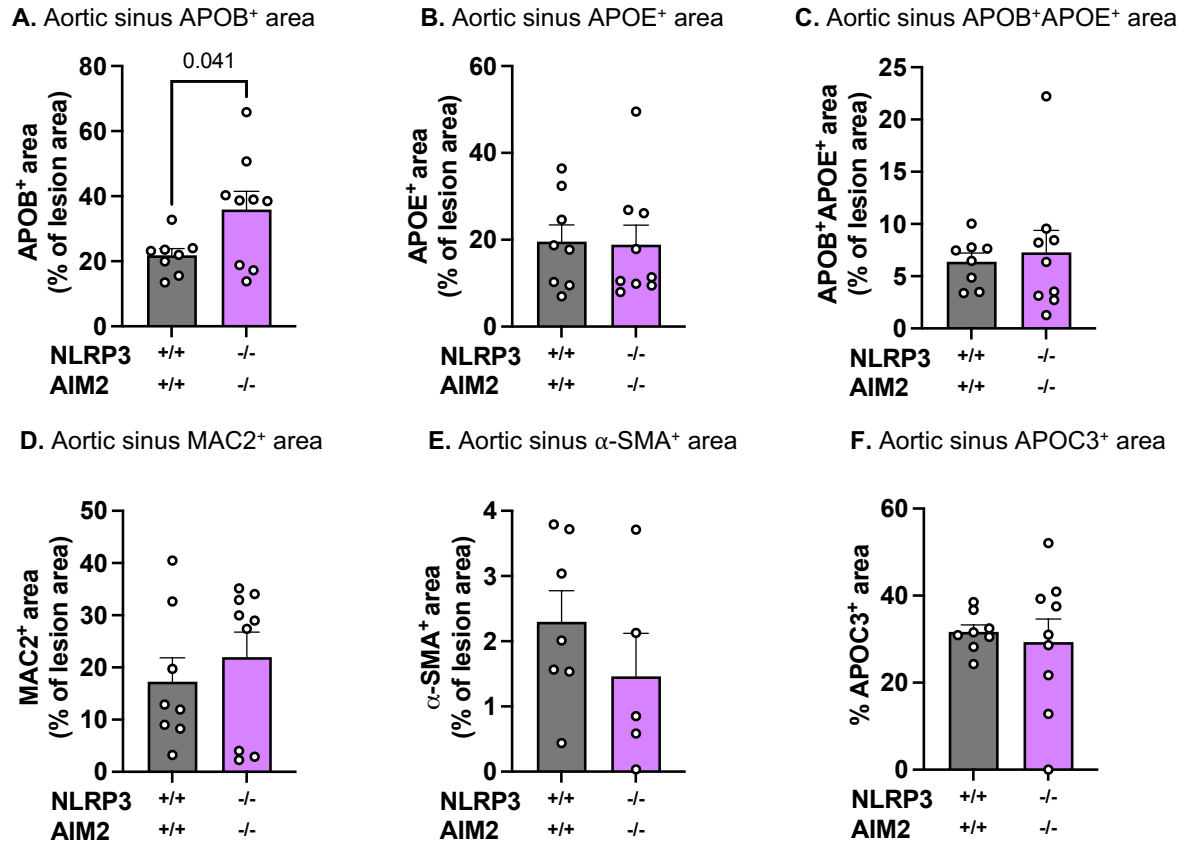 A. Aortic sinus APOB⁺ area
0.041
80
60
40
20
0
APOB⁺ area
(% of lesion area)
NLRP3 +/+ -/-
AIM2 +/+ -/-
B. Aortic sinus APOE⁺ area
60
40
20
0
APOE⁺ area
(% of lesion area)
NLRP3 +/+ -/-
AIM2 +/+ -/-
C. Aortic sinus APOB⁺APOE⁺ area
25
20
15
10
5
0
APOB⁺APOE⁺ area
(% of lesion area)
NLRP3 +/+ -/-
AIM2 +/+ -/-
D. Aortic sinus MAC2⁺ area
50
40
30
20
10
0
MAC2⁺ area
(% of lesion area)
NLRP3 +/+ -/-
AIM2 +/+ -/-
E. Aortic sinus α-SMA⁺ area
4
3
2
1
0
α-SMA⁺ area
(% of lesion area)
NLRP3 +/+ -/-
AIM2 +/+ -/-
F. Aortic sinus APOC3⁺ area
60
40
20
0
% APOC3⁺ area
NLRP3 +/+ -/-
AIM2 +/+ -/-